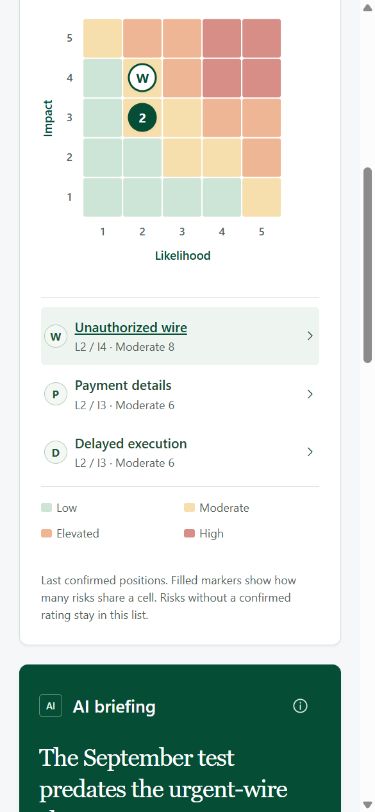 5
4
W
Impact
3
2
2
1
1
2
3
4
5
Likelihood
W
Unauthorized wire
L2 / I4 · Moderate 8
P
Payment details
L2 / I3 · Moderate 6
D
Delayed execution
L2 / I3 · Moderate 6
Low
Moderate
Elevated
High
Last confirmed positions. Filled markers show how
many risks share a cell. Risks without a confirmed
rating stay in this list.
AI
AI briefing
The September test
predates the urgent-wire